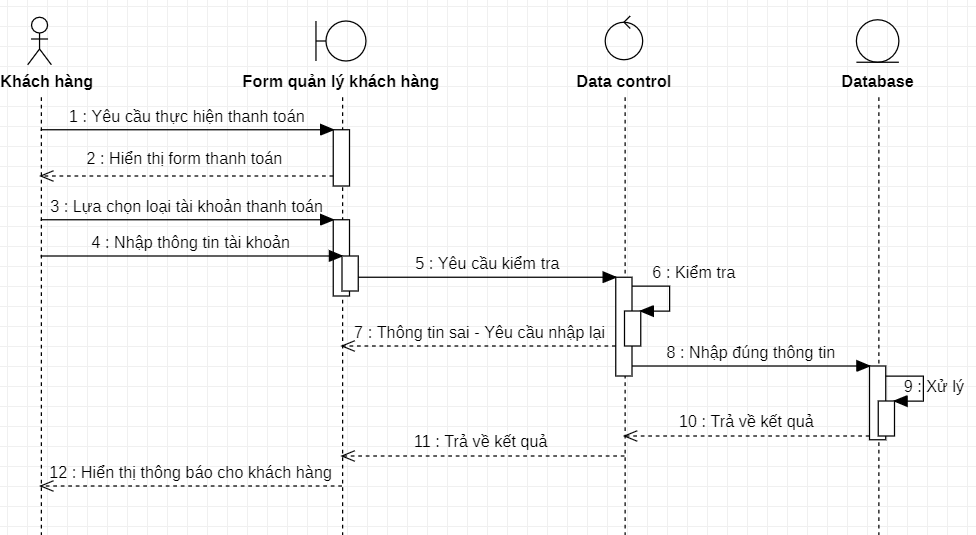 Khách hàng
Form quản lý khách hàng
Data control
Database
1 : Yêu cầu thực hiện thanh toán
2 : Hiển thị form thanh toán
3 : Lựa chọn loại tài khoản thanh toán
4 : Nhập thông tin tài khoản
5 : Yêu cầu kiểm tra
6 : Kiểm tra
7 : Thông tin sai - Yêu cầu nhập lại
8 : Nhập đúng thông tin
9 : Xử lý
10 : Trả về kết quả
11 : Trả về kết quả
12 : Hiển thị thông báo cho khách hàng